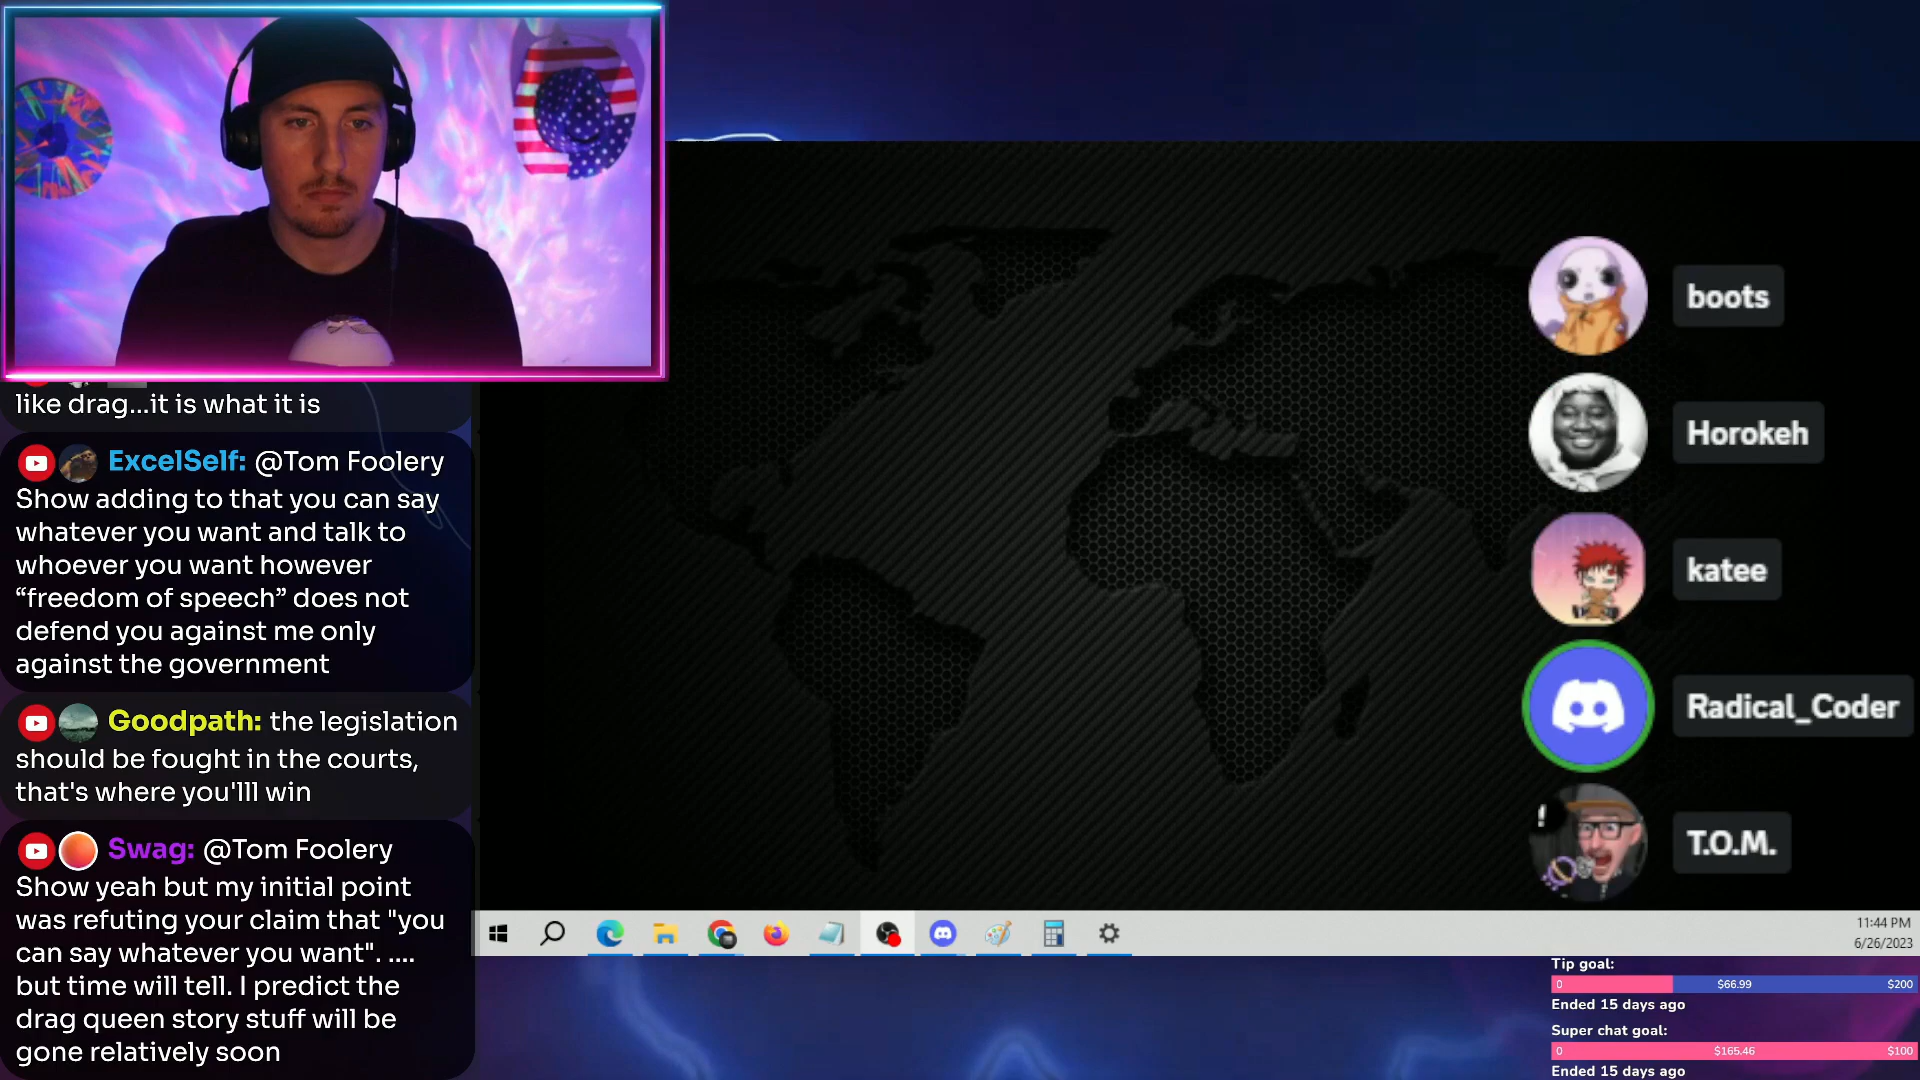 like drag...it is what it is
ExcelSelf: @Tom Foolery
Show adding to that you can say
whatever you want and talk to
whoever you want however
“freedom of speech” does not
defend you against me only
against the government
Goodpath: the legislation
should be fought in the courts,
that's where you'lll win
Swag: @Tom Foolery
Show yeah but my initial point
was refuting your claim that "you
can say whatever you want". ....
but time will tell. I predict the
drag queen story stuff will be
gone relatively soon
boots
Horokeh
katee
Radical_Coder
!
T.O.M.
11:44 PM
6/26/2023
Tip goal:
0 $66.99 $200
Ended 15 days ago
Super chat goal:
0 $165.46 $100
Ended 15 days ago